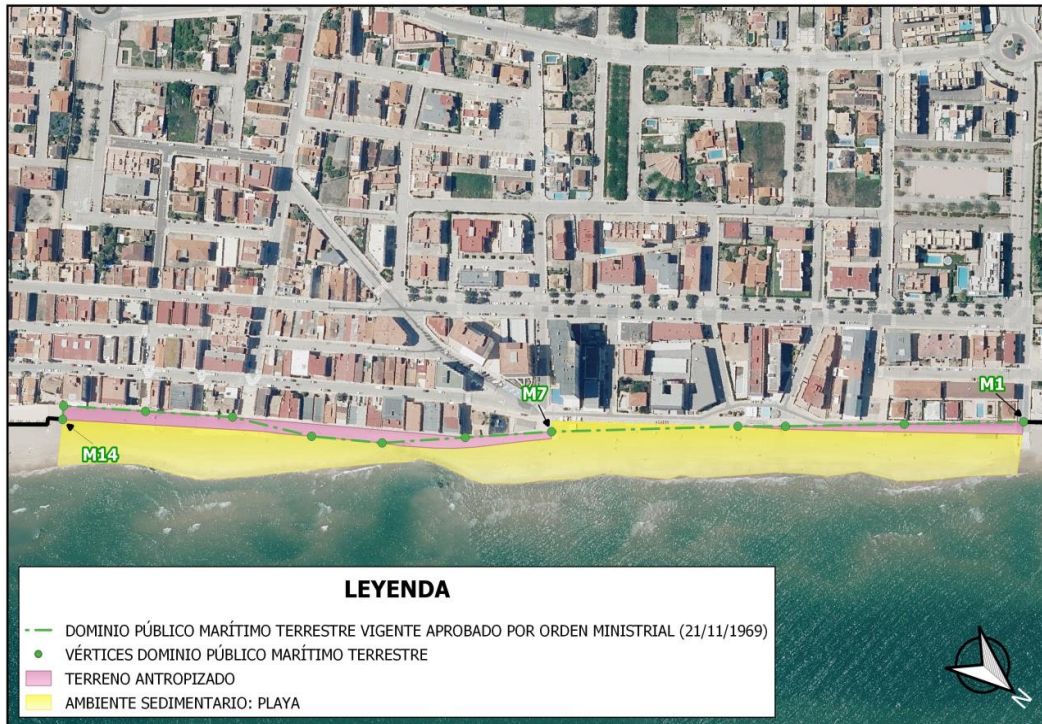 M7
M1
M14
LEYENDA
DOMINIO PÚBLICO MARÍTIMO TERRESTRE VIGENTE APROBADO POR ORDEN MINISTRIAL (21/11/1969)
VÉRTICES DOMINIO PÚBLICO MARÍTIMO TERRESTRE
TERRENO ANTROPIZADO
AMBIENTE SEDIMENTARIO: PLAYA
N